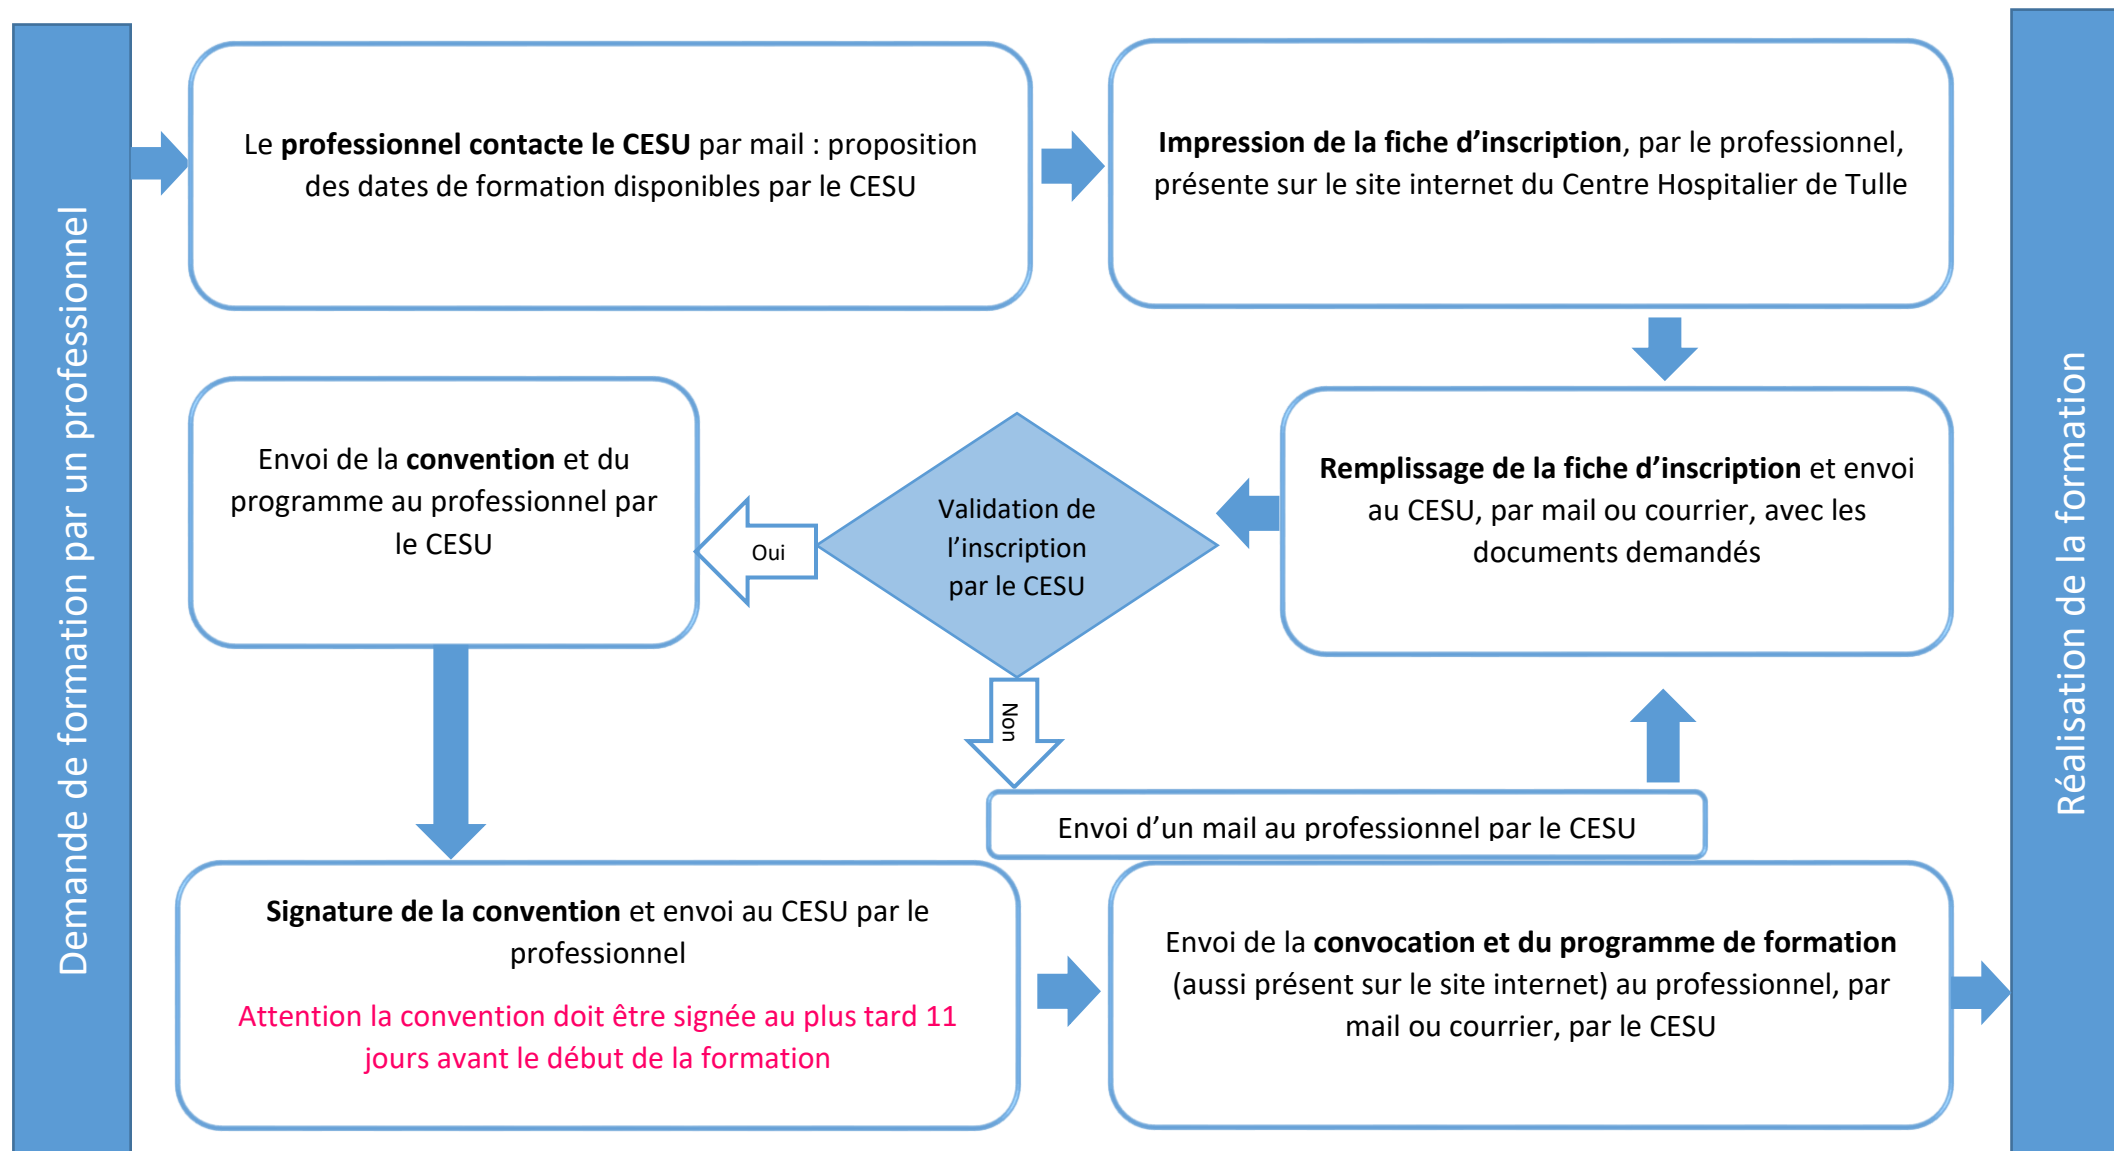 Demande de formation par un professionnel
Le professionnel contacte le CESU par mail : proposition
des dates de formation disponibles par le CESU
Impression de la fiche d’inscription, par le professionnel,
présente sur le site internet du Centre Hospitalier de Tulle
Remplissage de la fiche d’inscription et envoi
au CESU, par mail ou courrier, avec les
documents demandés
Validation de
l’inscription
par le CESU
Oui
Non
Envoi de la convention et du
programme au professionnel par
le CESU
Envoi d’un mail au professionnel par le CESU
Signature de la convention et envoi au CESU par le
professionnel
Attention la convention doit être signée au plus tard 11
jours avant le début de la formation
Envoi de la convocation et du programme de formation
(aussi présent sur le site internet) au professionnel, par
mail ou courrier, par le CESU
Réalisation de la formation